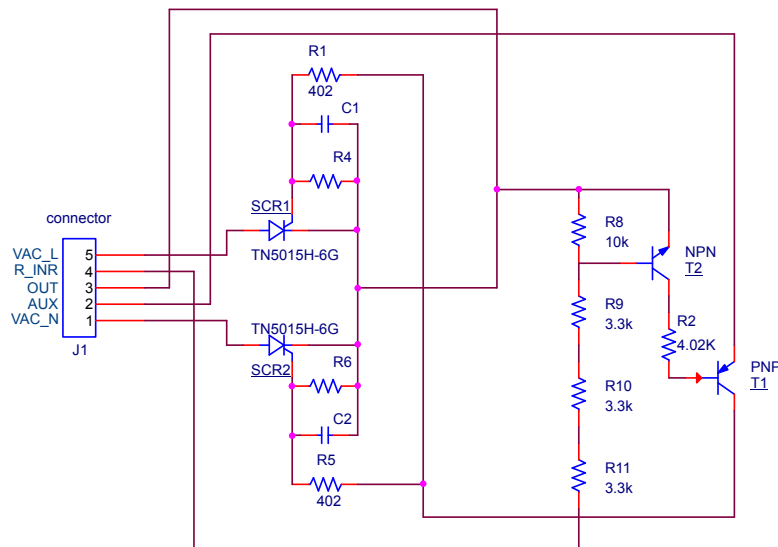 R1
402
C1
R4
SCR1
TN5015H-6G
connector
VAC_L
R_INR
OUT
AUX
VAC_N
5
4
3
2
1
J1
TN5015H-6G
SCR2
R6
C2
R5
402
R8
10k
NPN
T2
R9
3.3k
R2
4.02K
R10
3.3k
PNP
T1
R11
3.3k